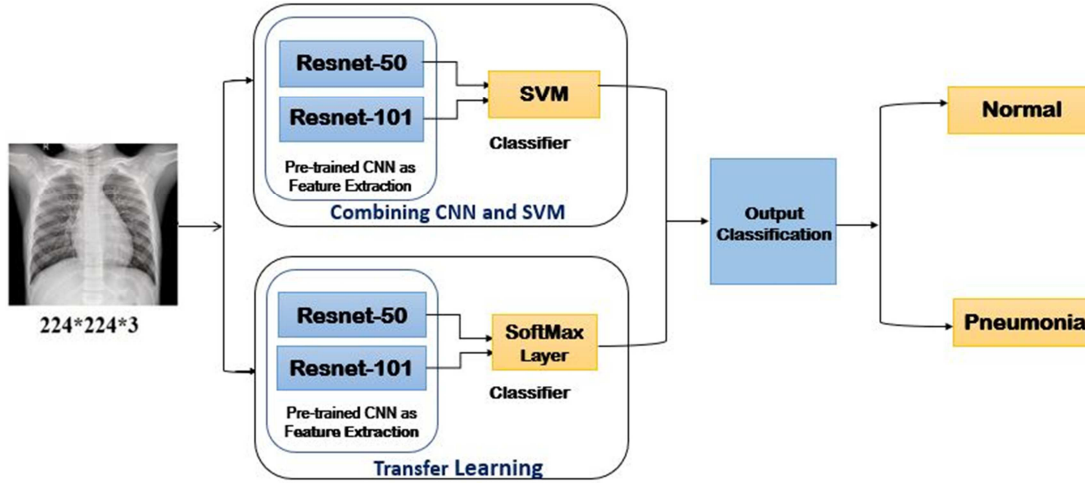 224*224*3
Resnet-50
Resnet-101
Pre-trained CNN as
Feature Extraction
SVM
Classifier
Combining CNN and SVM
Resnet-50
Resnet-101
Pre-trained CNN as
Feature Extraction
SoftMax
Layer
Classifier
Transfer Learning
Output
Classification
Normal
Pneumonia